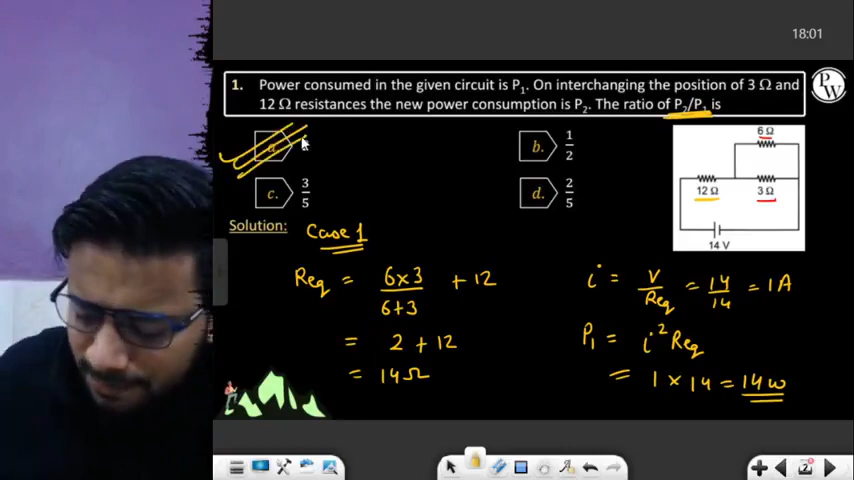 18:01
1. Power consumed in the given circuit is P₁. On interchanging the position of 3 Ω and
12 Ω resistances the new power consumption is P₂. The ratio of P₂/P₁ is
PW
a.
b. 1/2
c. 3/5
d. 2/5
6 Ω
12 Ω
3 Ω
14 V
Solution: Case 1
Req = 6×3/6+3 + 12
= 2 + 12
= 14Ω
i = V/Req = 14/14 = 1A
P₁ = i²Req
= 1 × 14 = 14w
2